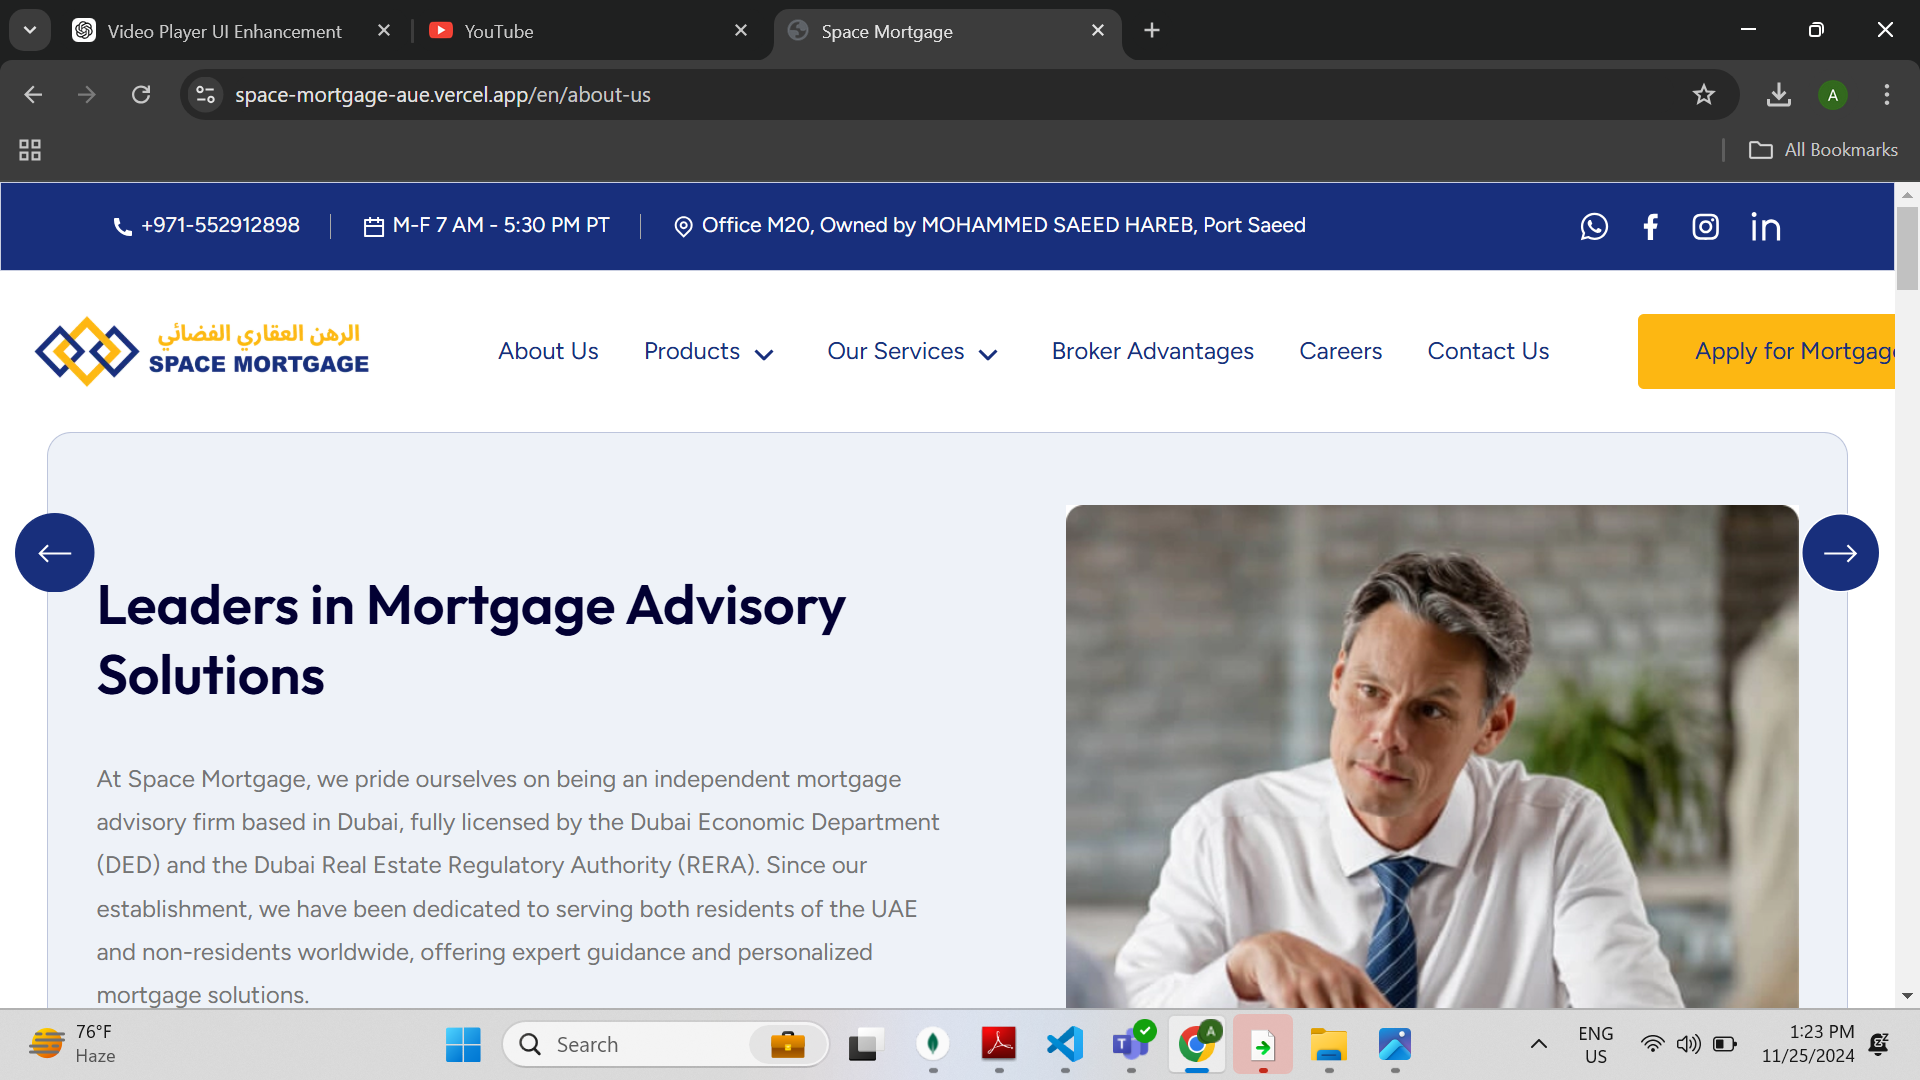 Video Player UI Enhancement
YouTube
Space Mortgage
space-mortgage-aue.vercel.app/en/about-us
A
All Bookmarks
+971-552912898
M-F 7 AM - 5:30 PM PT
Office M20, Owned by MOHAMMED SAEED HAREB, Port Saeed
الرهن العقاري الفضائي
SPACE MORTGAGE
About Us
Products
Our Services
Broker Advantages
Careers
Contact Us
Apply for Mortgage
Leaders in Mortgage Advisory
Solutions
At Space Mortgage, we pride ourselves on being an independent mortgage
advisory firm based in Dubai, fully licensed by the Dubai Economic Department
(DED) and the Dubai Real Estate Regulatory Authority (RERA). Since our
establishment, we have been dedicated to serving both residents of the UAE
and non-residents worldwide, offering expert guidance and personalized
mortgage solutions.
76°F
Haze
Search
A
ENG
US
1:23 PM
11/25/2024